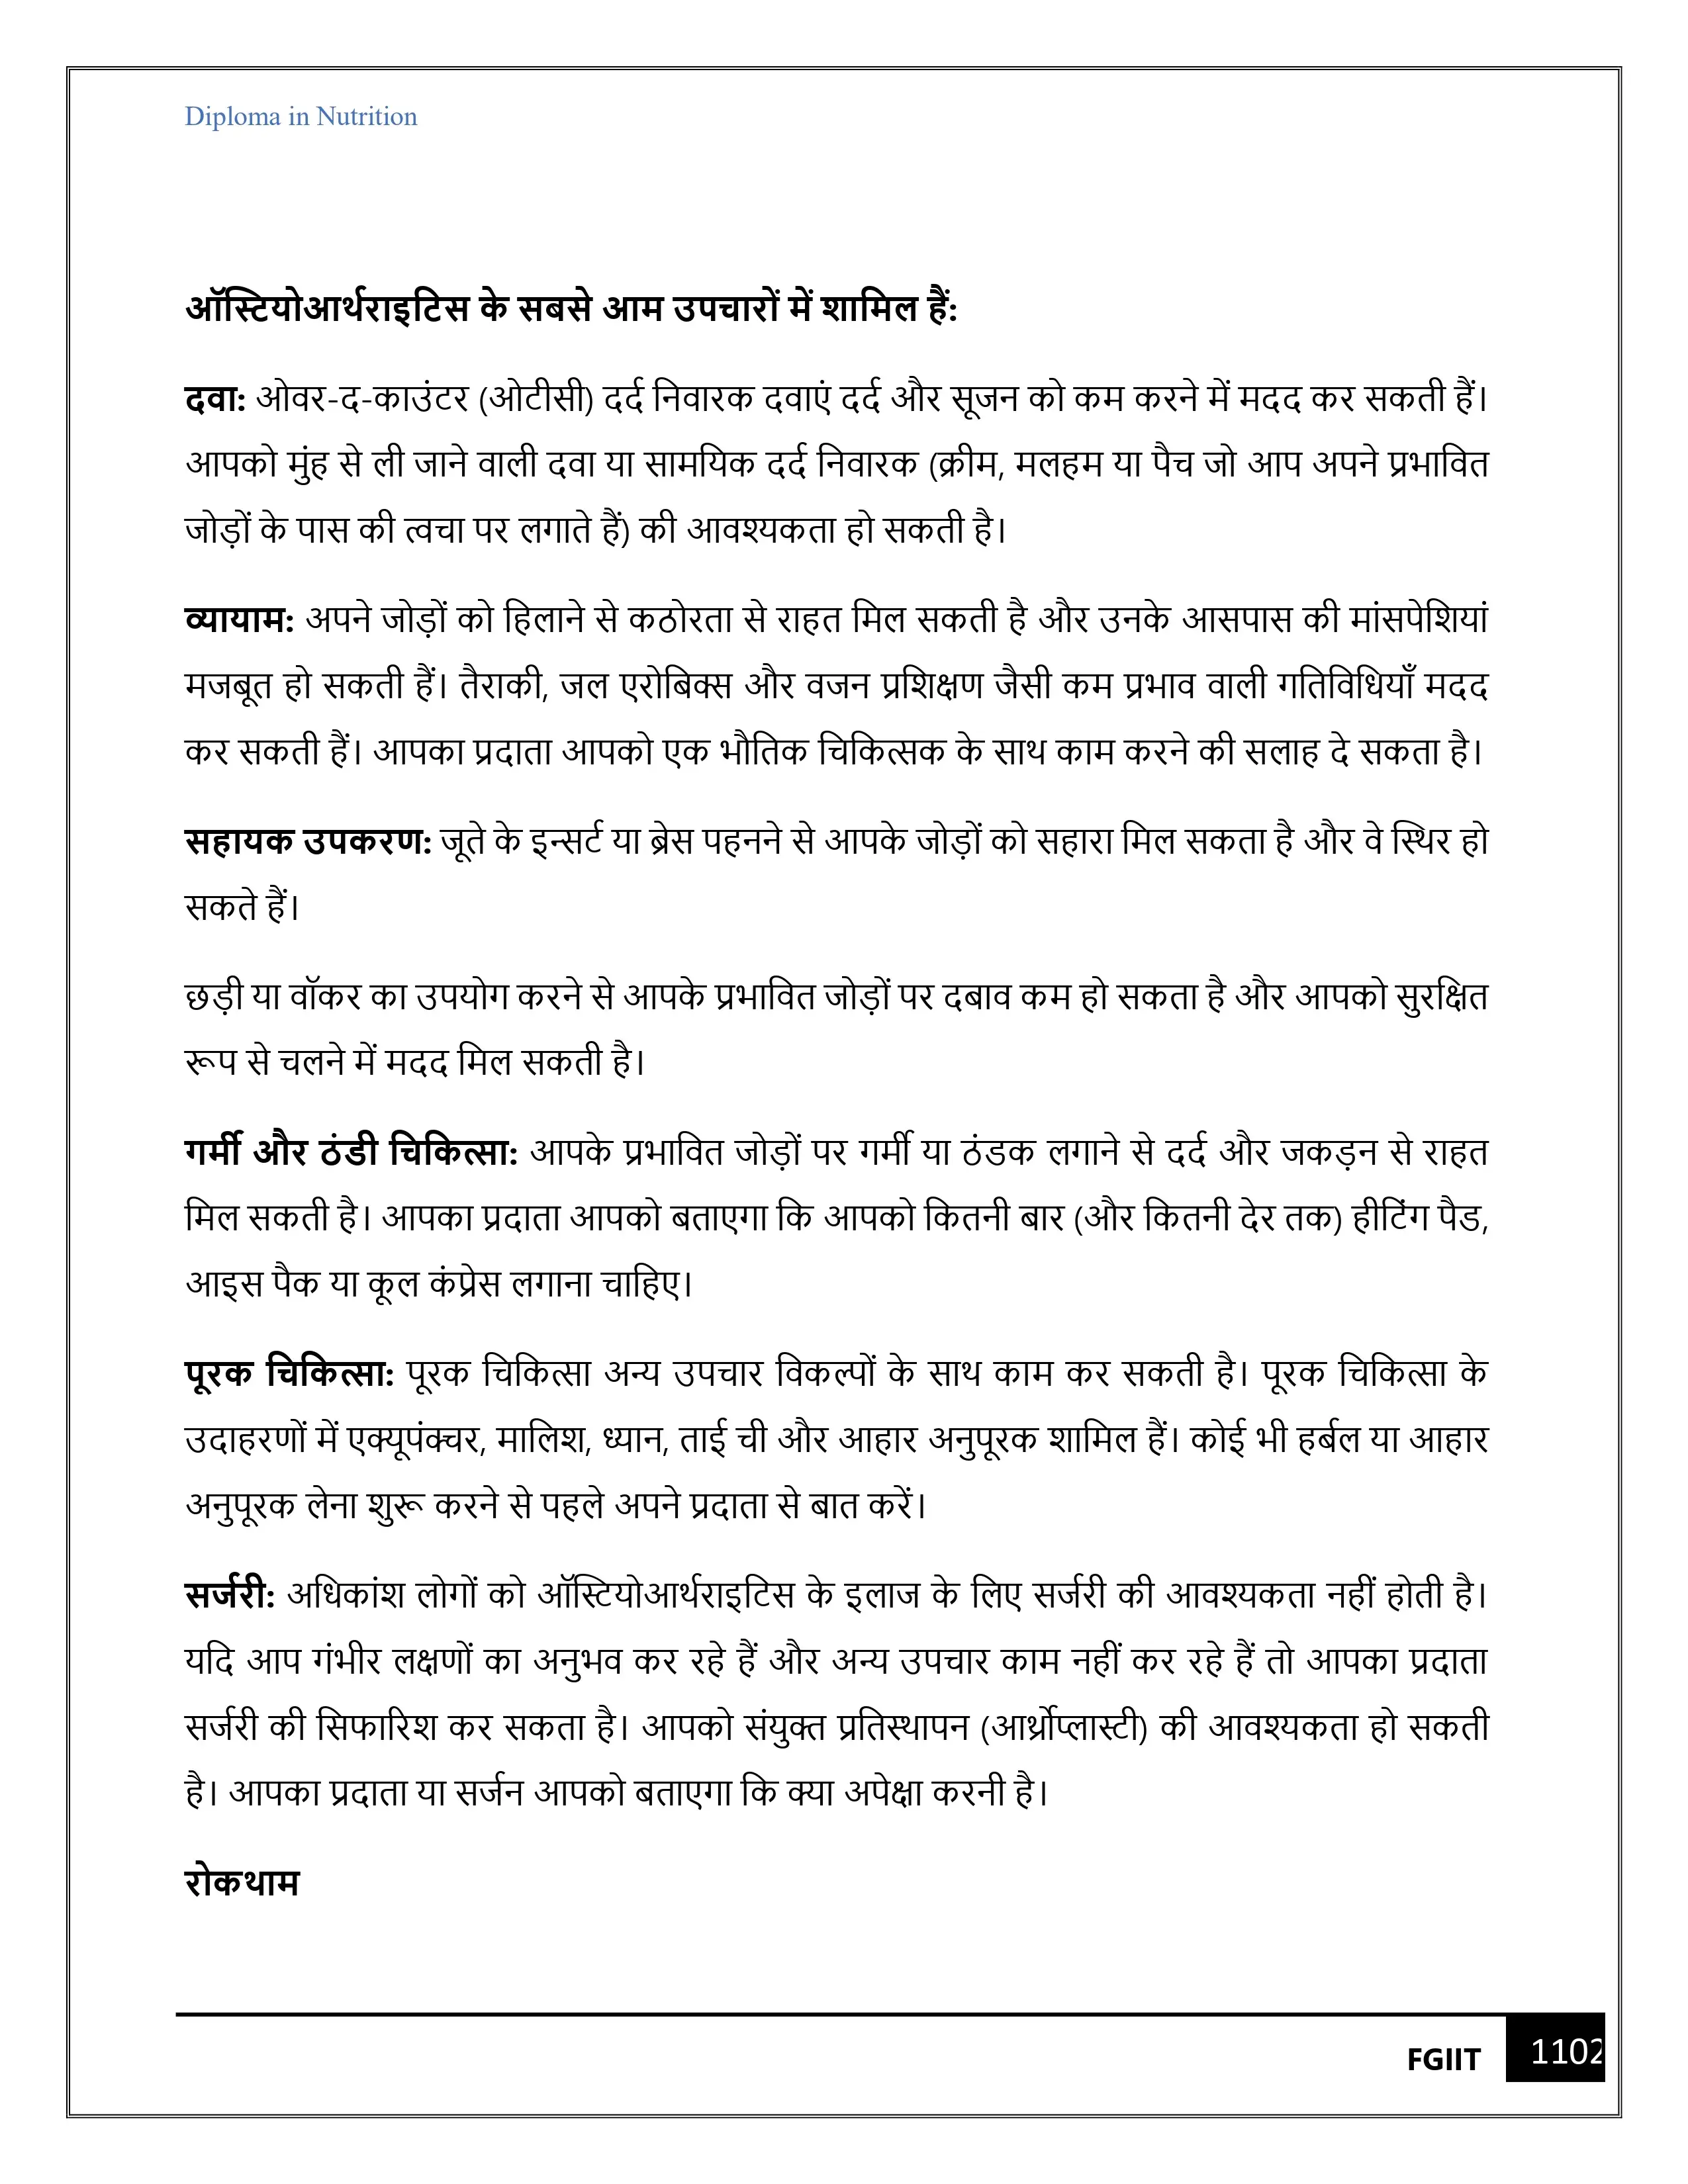 Diploma in Nutrition
ऑस्टियोआर्थराइटिस के सबसे आम उपचारों में शामिल हैं:
दवा: ओवर-द-काउंटर (ओटीसी) दर्द निवारक दवाएं दर्द और सूजन को कम करने में मदद कर सकती हैं।
आपको मुंह से ली जाने वाली दवा या सामयिक दर्द निवारक (क्रीम, मलहम या पैच जो आप अपने प्रभावित
जोड़ों के पास की त्वचा पर लगाते हैं) की आवश्यकता हो सकती है।
व्यायाम: अपने जोड़ों को हिलाने से कठोरता से राहत मिल सकती है और उनके आसपास की मांसपेशियां
मजबूत हो सकती हैं। तैराकी, जल एरोबिक्स और वजन प्रशिक्षण जैसी कम प्रभाव वाली गतिविधियाँ मदद
कर सकती हैं। आपका प्रदाता आपको एक भौतिक चिकित्सक के साथ काम करने की सलाह दे सकता है।
सहायक उपकरण: जूते के इन्सर्ट या ब्रेस पहनने से आपके जोड़ों को सहारा मिल सकता है और वे स्थिर हो
सकते हैं।
छड़ी या वॉकर का उपयोग करने से आपके प्रभावित जोड़ों पर दबाव कम हो सकता है और आपको सुरक्षित
रूप से चलने में मदद मिल सकती है।
गर्मी और ठंडी चिकित्सा: आपके प्रभावित जोड़ों पर गर्मी या ठंडक लगाने से दर्द और जकड़न से राहत
मिल सकती है। आपका प्रदाता आपको बताएगा कि आपको कितनी बार (और कितनी देर तक) हीटिंग पैड,
आइस पैक या कूल कंप्रेस लगाना चाहिए।
पूरक चिकित्सा: पूरक चिकित्सा अन्य उपचार विकल्पों के साथ काम कर सकती है। पूरक चिकित्सा के
उदाहरणों में एक्यूपंक्चर, मालिश, ध्यान, ताई ची और आहार अनुपूरक शामिल हैं। कोई भी हर्बल या आहार
अनुपूरक लेना शुरू करने से पहले अपने प्रदाता से बात करें।
सर्जरी: अधिकांश लोगों को ऑस्टियोआर्थराइटिस के इलाज के लिए सर्जरी की आवश्यकता नहीं होती है।
यदि आप गंभीर लक्षणों का अनुभव कर रहे हैं और अन्य उपचार काम नहीं कर रहे हैं तो आपका प्रदाता
सर्जरी की सिफारिश कर सकता है। आपको संयुक्त प्रतिस्थापन (आर्थ्रोप्लास्टी) की आवश्यकता हो सकती
है। आपका प्रदाता या सर्जन आपको बताएगा कि क्या अपेक्षा करनी है।
रोकथाम
FGIIT 1102